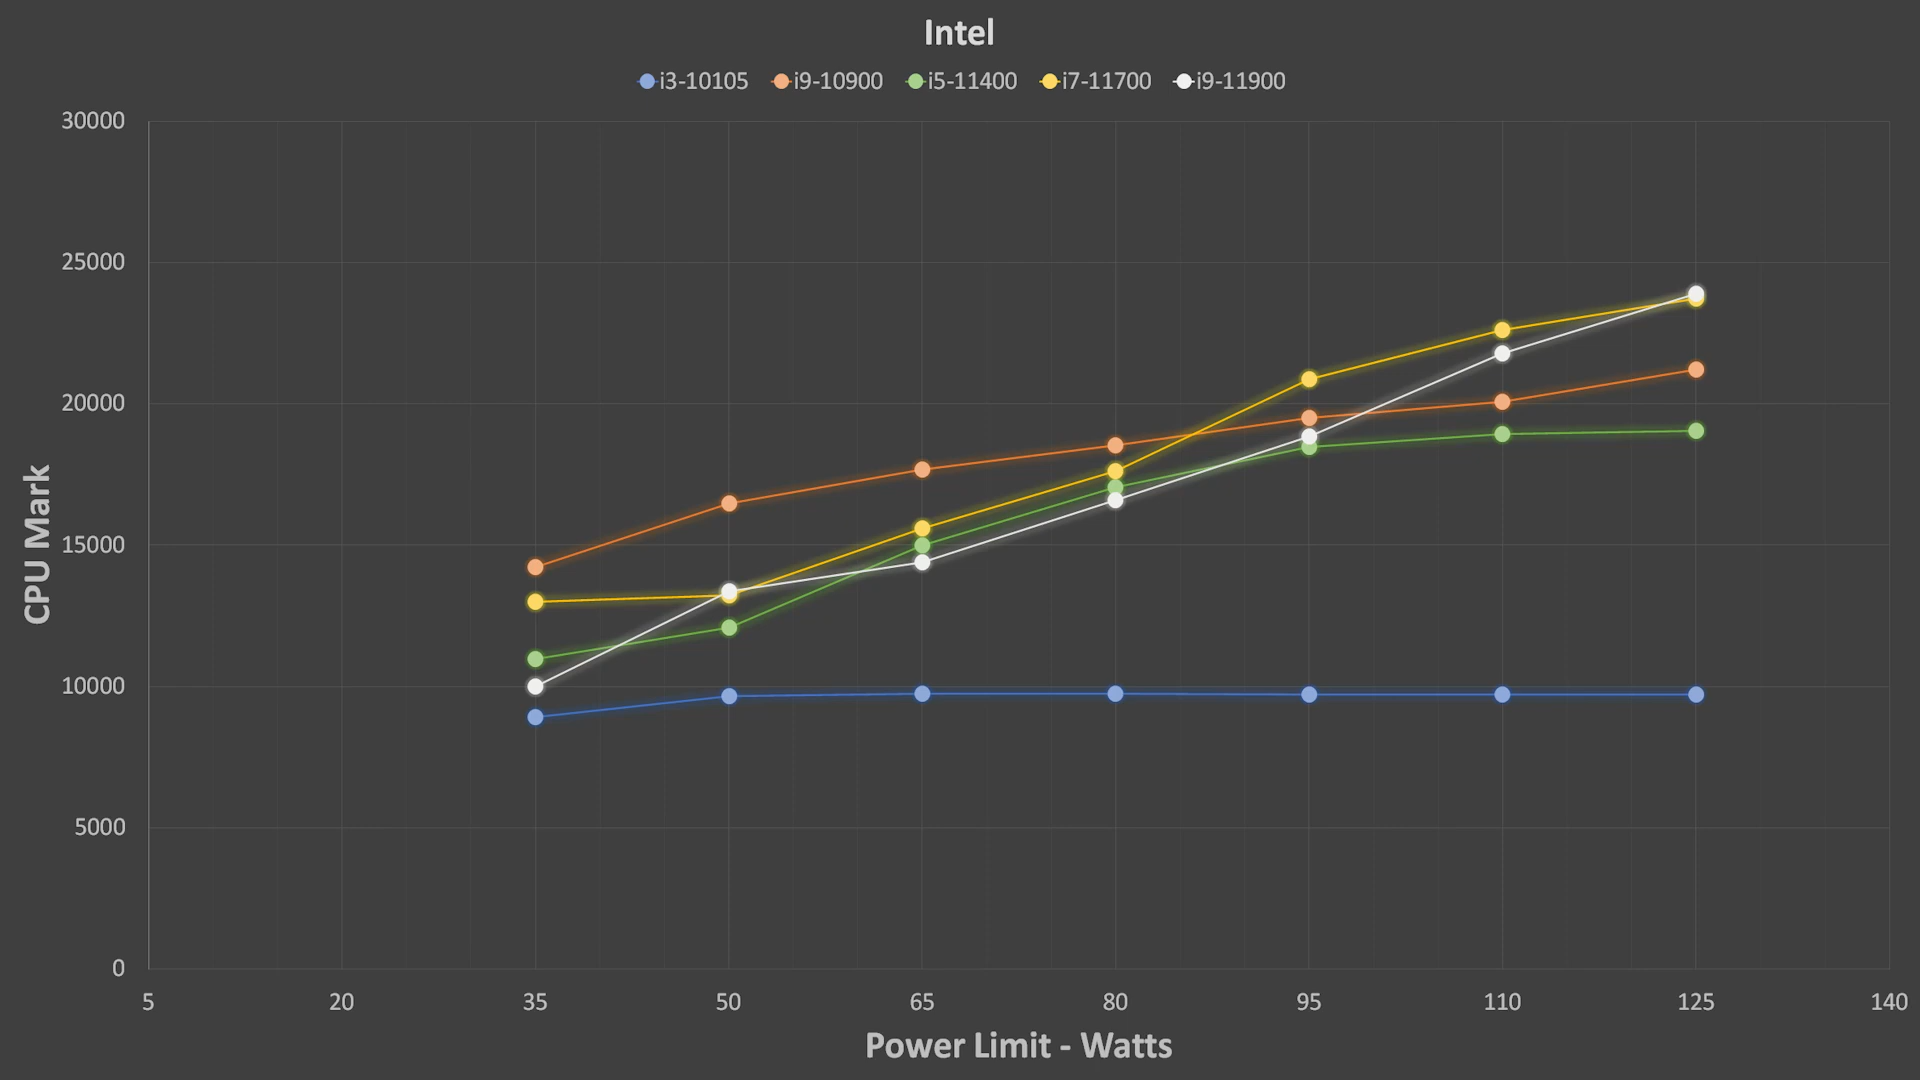 Intel
i3-10105 i9-10900 i5-11400 i7-11700 i9-11900
30000
25000
20000
15000
10000
5000
0
CPU Mark
5 20 35 50 65 80 95 110 125 140
Power Limit - Watts